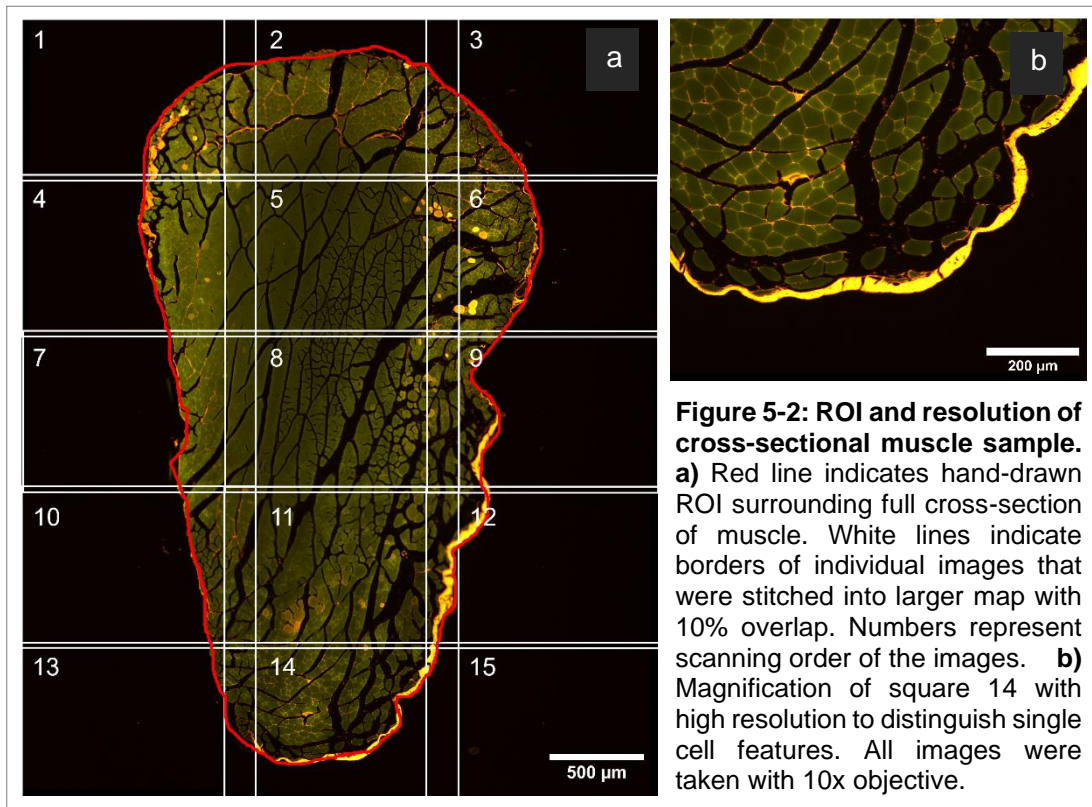 1 2 3 a
4 5 6
7 8 9
10 11 12
13 14 15
500 µm
b
200 µm
Figure 5-2: ROI and resolution of
cross-sectional muscle sample.
a) Red line indicates hand-drawn
ROI surrounding full cross-section
of muscle. White lines indicate
borders of individual images that
were stitched into larger map with
10% overlap. Numbers represent
scanning order of the images. b)
Magnification of square 14 with
high resolution to distinguish single
cell features. All images were
taken with 10x objective.